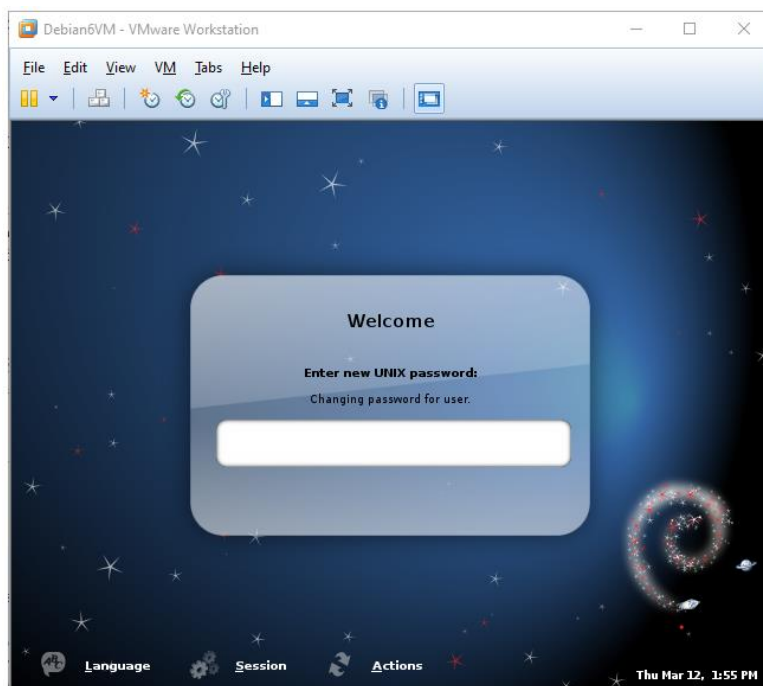 Debian6VM - VMware Workstation
File Edit View VM Tabs Help
Welcome
Enter new UNIX password:
Changing password for user.
Language Session Actions
Thu Mar 12, 1:55 PM